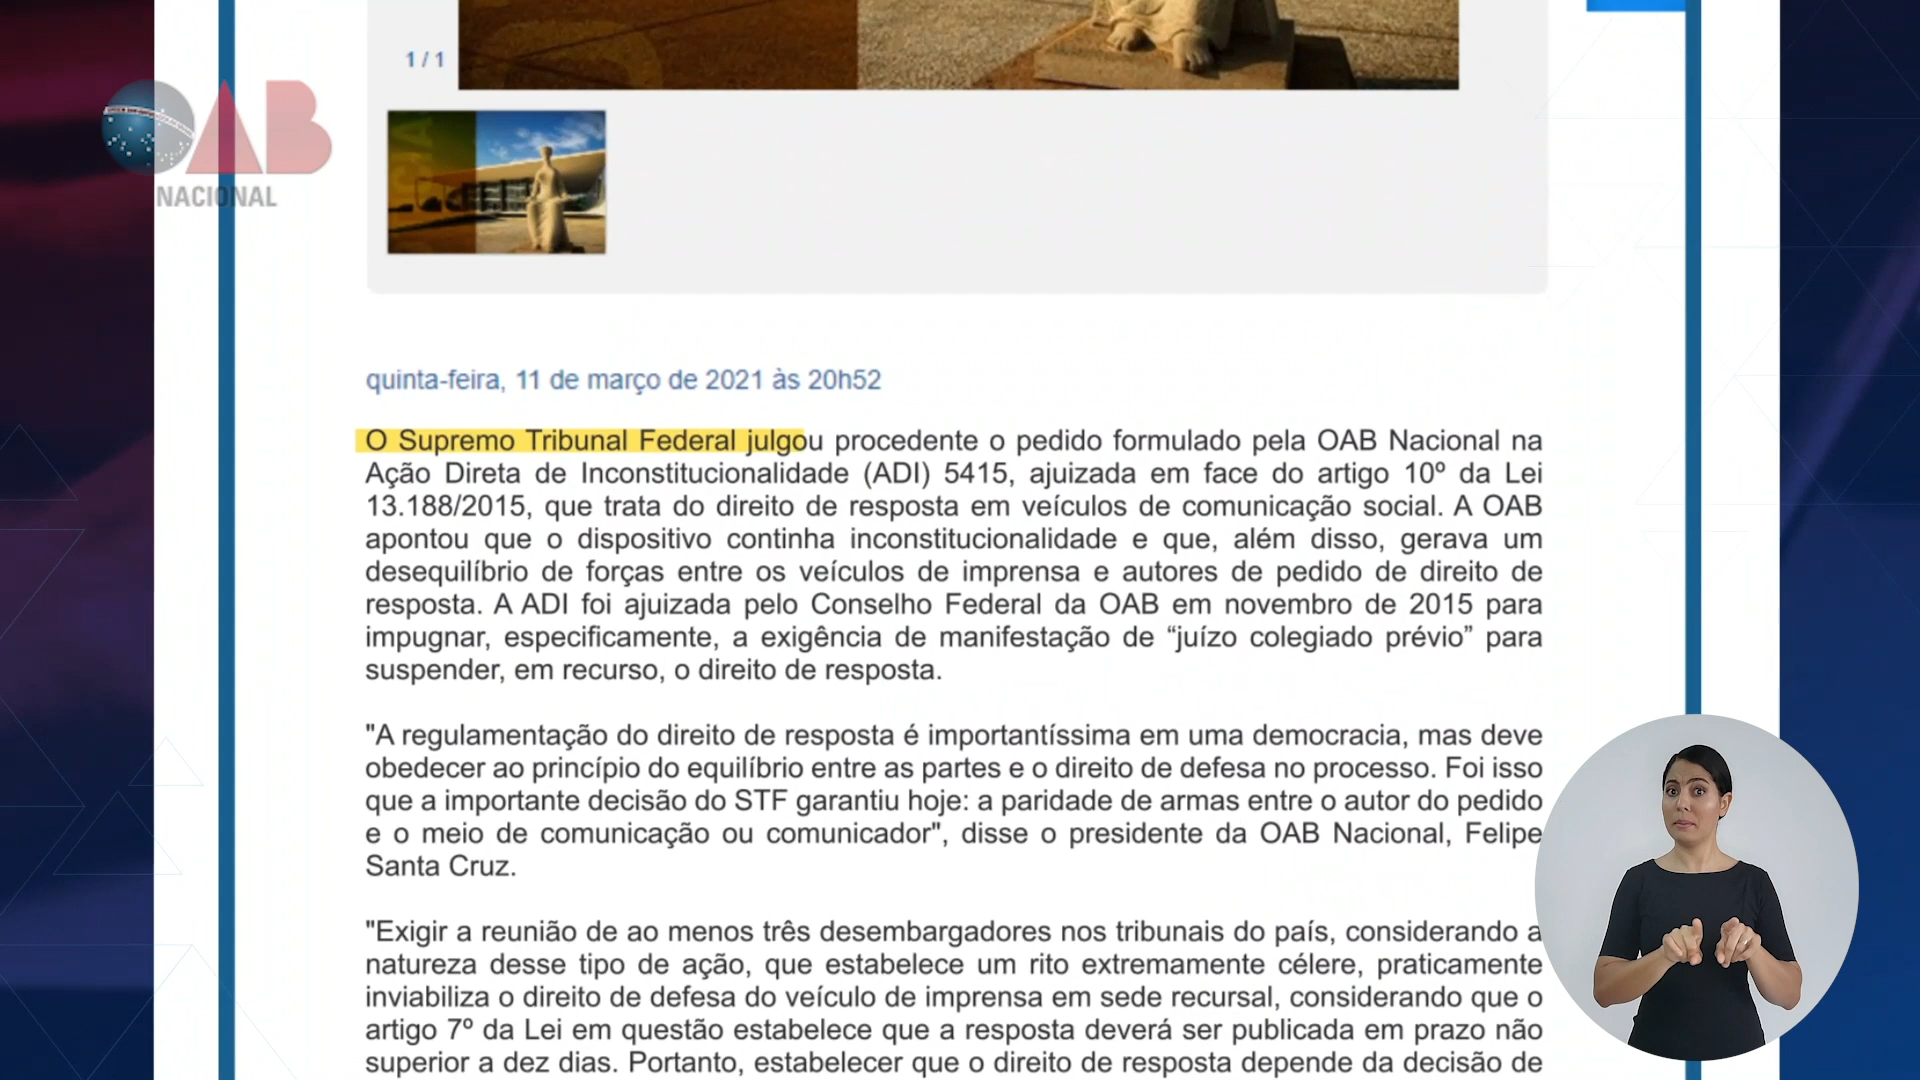 1 / 1
OAB
NACIONAL
quinta-feira, 11 de março de 2021 às 20h52
O Supremo Tribunal Federal julgou procedente o pedido formulado pela OAB Nacional na
Ação Direta de Inconstitucionalidade (ADI) 5415, ajuizada em face do artigo 10º da Lei
13.188/2015, que trata do direito de resposta em veículos de comunicação social. A OAB
apontou que o dispositivo continha inconstitucionalidade e que, além disso, gerava um
desequilíbrio de forças entre os veículos de imprensa e autores de pedido de direito de
resposta. A ADI foi ajuizada pelo Conselho Federal da OAB em novembro de 2015 para
impugnar, especificamente, a exigência de manifestação de “juízo colegiado prévio” para
suspender, em recurso, o direito de resposta.
"A regulamentação do direito de resposta é importantíssima em uma democracia, mas deve
obedecer ao princípio do equilíbrio entre as partes e o direito de defesa no processo. Foi isso
que a importante decisão do STF garantiu hoje: a paridade de armas entre o autor do pedido
e o meio de comunicação ou comunicador", disse o presidente da OAB Nacional, Felipe
Santa Cruz.
"Exigir a reunião de ao menos três desembargadores nos tribunais do país, considerando a
natureza desse tipo de ação, que estabelece um rito extremamente célere, praticamente
inviabiliza o direito de defesa do veículo de imprensa em sede recursal, considerando que o
artigo 7º da Lei em questão estabelece que a resposta deverá ser publicada em prazo não
superior a dez dias. Portanto, estabelecer que o direito de resposta depende da decisão de